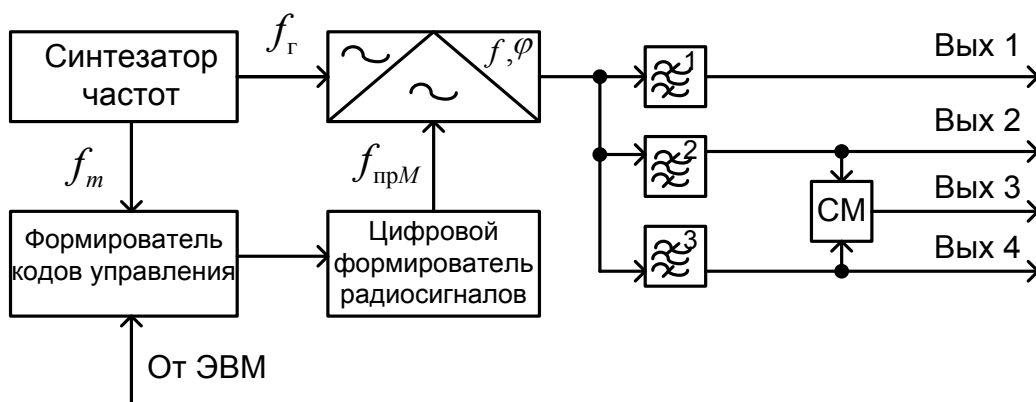 Синтезатор
частот
f_г
f,φ
1
Вых 1
2
Вых 2
f_m
f_прМ
СМ
Вых 3
Формирователь
кодов управления
Цифровой
формирователь
радиосигналов
3
Вых 4
От ЭВМ